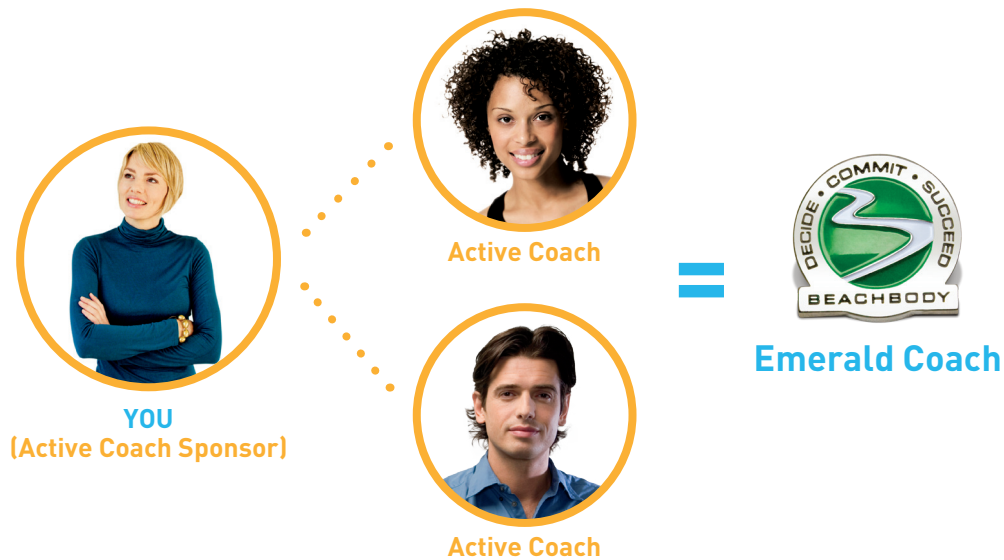 Active Coach
YOU
(Active Coach Sponsor)
Active Coach
=
DECIDE • COMMIT • SUCCEED
BEACHBODY
Emerald Coach